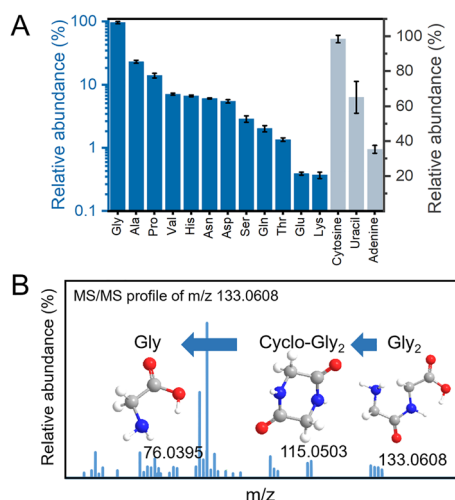 A
Relative abundance (%)
100
10
1
0.1
Gly
Ala
Pro
Val
His
Asn
Asp
Ser
Gln
Thr
Glu
Lys
Cytosine
Uracil
Adenine
100
80
60
40
20
Relative abundance (%)
B
MS/MS profile of m/z 133.0608
Gly Cyclo-Gly₂ Gly₂
76.0395 115.0503 133.0608
Relative abundance (%)
m/z